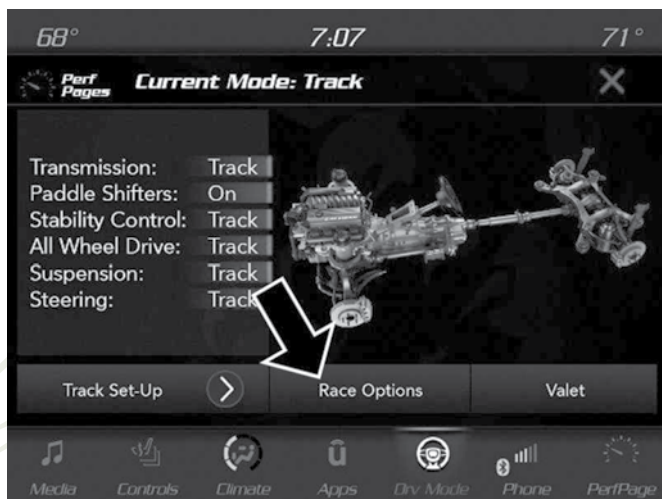 68° 7:07 71°
Perf Pages Current Mode: Track
Transmission: Track
Paddle Shifters: On
Stability Control: Track
All Wheel Drive: Track
Suspension: Track
Steering: Track
Track Set-Up Race Options Valet
Media Controls Climate Apps Drv Mode Phone PerfPage